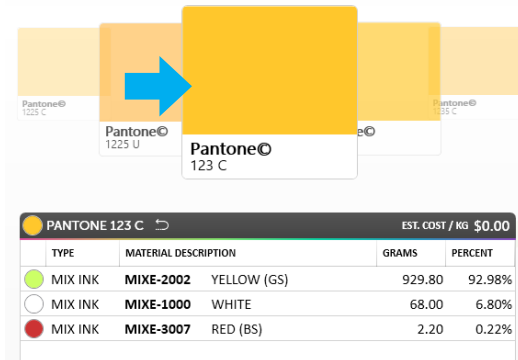 Pantone©
1225 C
Pantone©
1225 U
Pantone©
123 C
e©
Pantone©
1235 C
PANTONE 123 C EST. COST / KG $0.00
TYPE MATERIAL DESCRIPTION GRAMS PERCENT
MIX INK MIXE-2002 YELLOW (GS) 929.80 92.98%
MIX INK MIXE-1000 WHITE 68.00 6.80%
MIX INK MIXE-3007 RED (BS) 2.20 0.22%